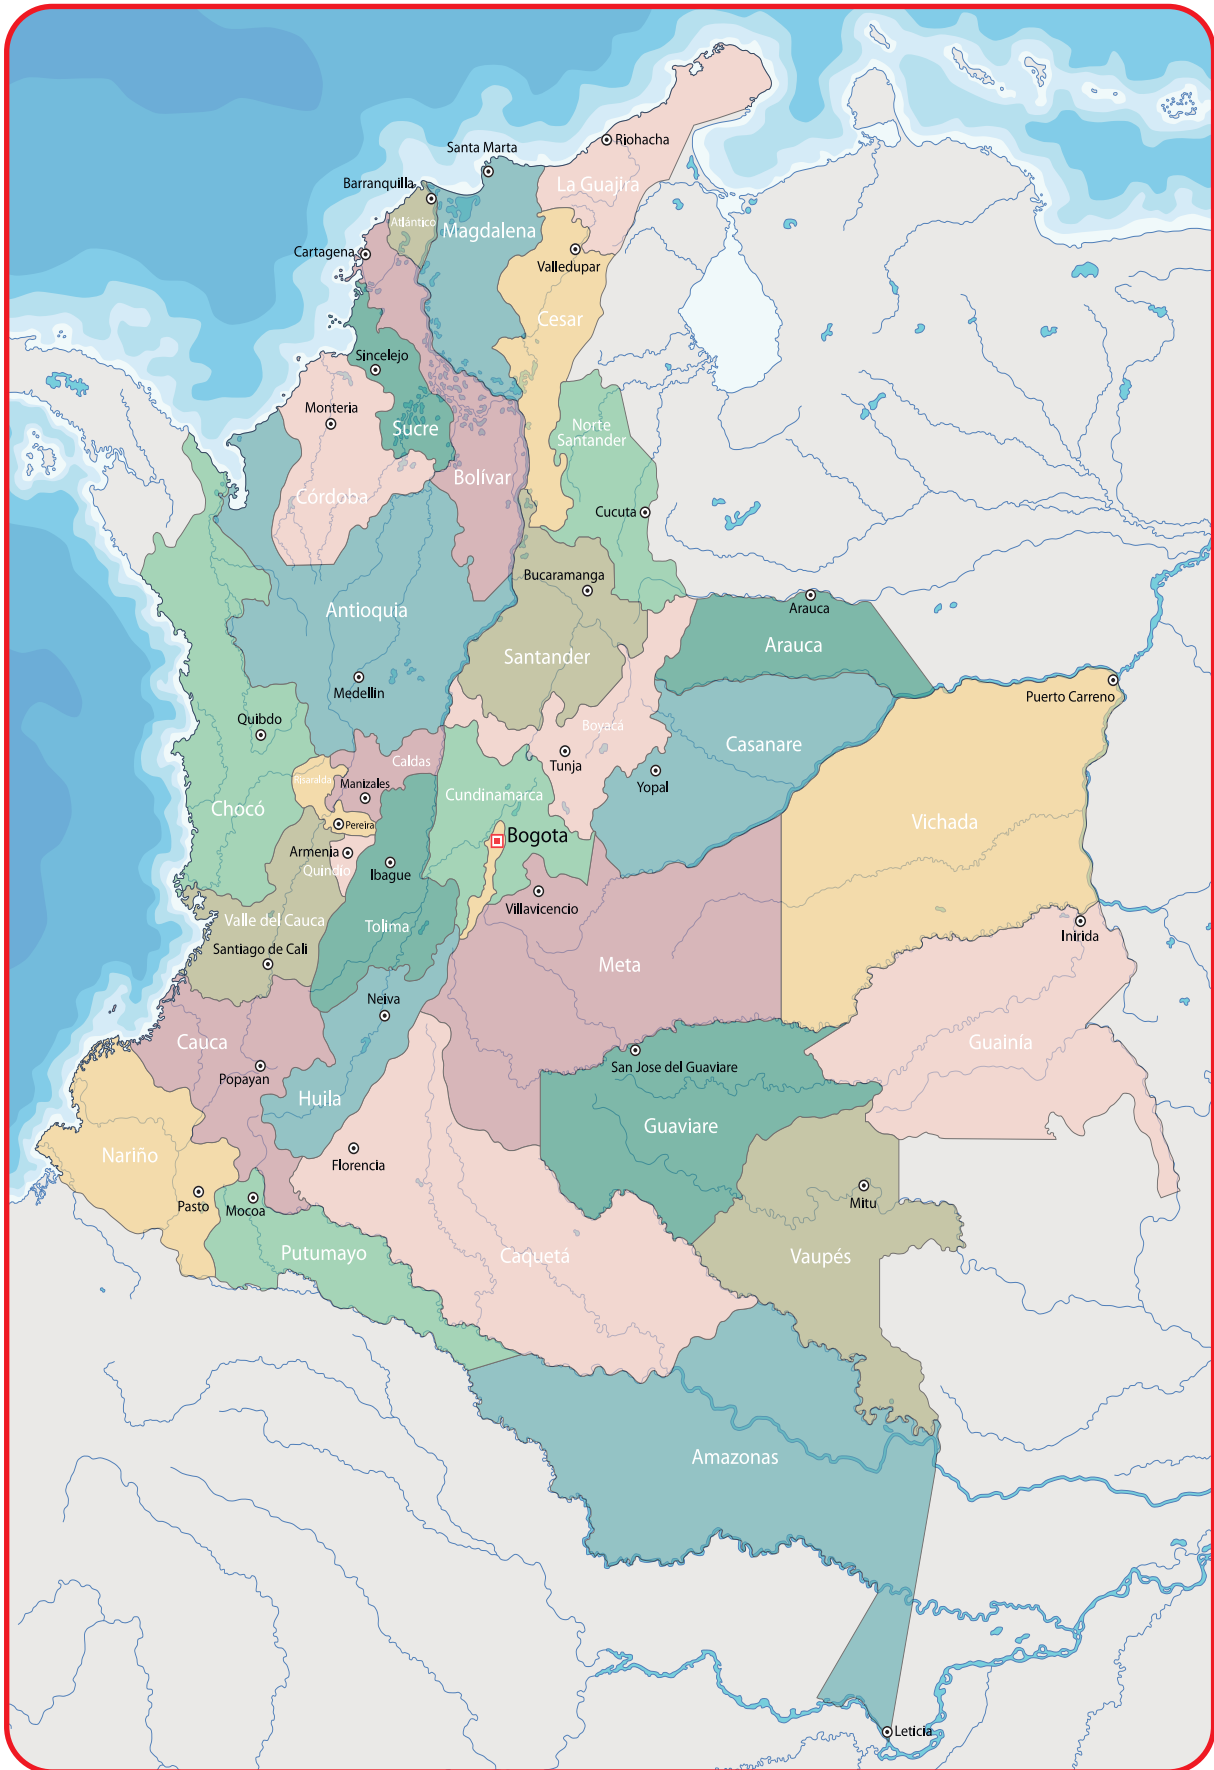 Riohacha
Santa Marta
La Guajira
Barranquilla
Atlántico
Magdalena
Cartagena
Valledupar
Cesar
Sincelejo
Monteria
Sucre
Norte
Santander
Bolívar
Córdoba
Cucuta
Bucaramanga
Arauca
Antioquia
Arauca
Santander
Medellin
Puerto Carreno
Quibdo
Boyacá
Casanare
Caldas
Tunja
Risaralda
Manizales
Yopal
Cundinamarca
Chocó
Pereira
Vichada
Bogota
Armenia
Quindío
Ibague
Villavicencio
Valle del Cauca
Tolima
Inirida
Santiago de Cali
Meta
Neiva
Cauca
Guainía
San Jose del Guaviare
Popayan
Huila
Guaviare
Nariño
Florencia
Pasto
Mocoa
Mitu
Putumayo
Caquetá
Vaupés
Amazonas
Leticia